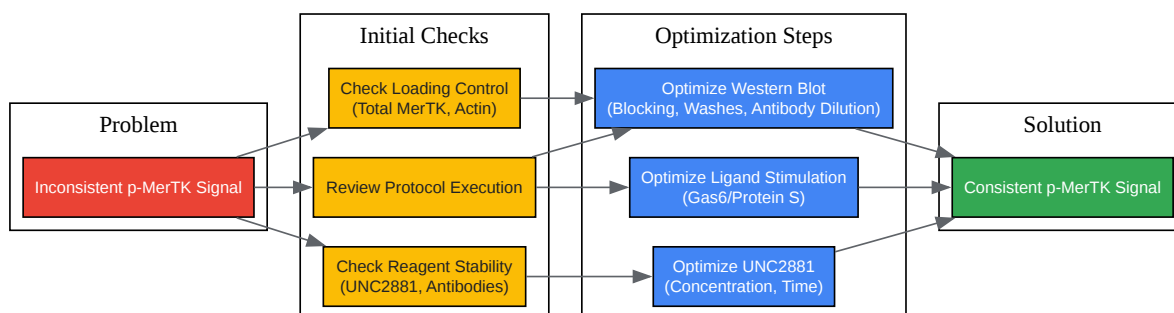 Problem
Inconsistent p-MerTK Signal
Initial Checks
Check Loading Control
(Total MerTK, Actin)
Review Protocol Execution
Check Reagent Stability
(UNC2881, Antibodies)
Optimization Steps
Optimize Western Blot
(Blocking, Washes, Antibody Dilution)
Optimize Ligand Stimulation
(Gas6/Protein S)
Optimize UNC2881
(Concentration, Time)
Solution
Consistent p-MerTK Signal